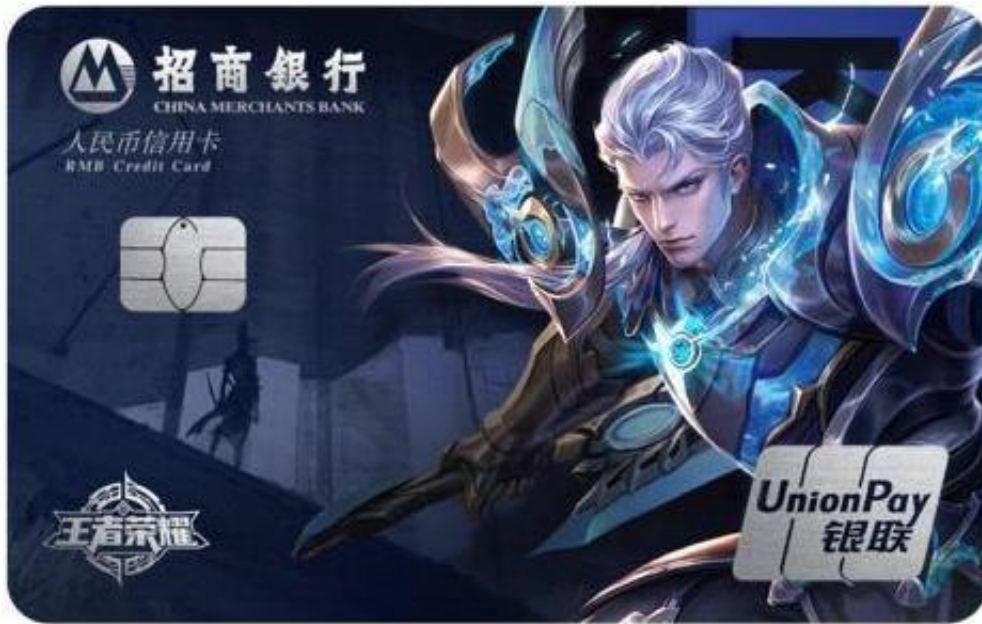 招商銀行
CHINA MERCHANTS BANK
人民币信用卡
RMB Credit Card
王者荣耀
UnionPay
银联